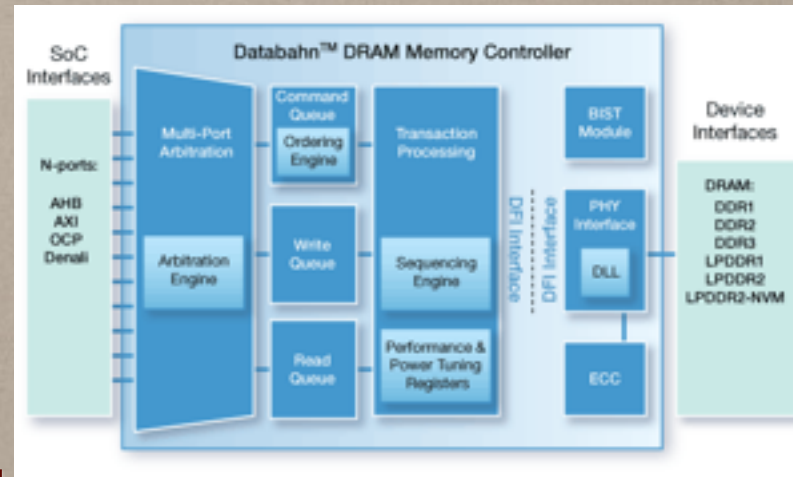 Databahn™ DRAM Memory Controller
SoC
Interfaces
N-ports:
AHB
AXI
OCP
Denali
Multi-Port
Arbitration
Arbitration
Engine
Command
Queue
Ordering
Engine
Write
Queue
Read
Queue
Transaction
Processing
Sequencing
Engine
Performance &
Power Tuning
Registers
DFI Interface
DFI Interface
BIST
Module
PHY
Interface
DLL
ECC
Device
Interfaces
DRAM:
DDR1
DDR2
DDR3
LPDDR1
LPDDR2
LPDDR2-NVM